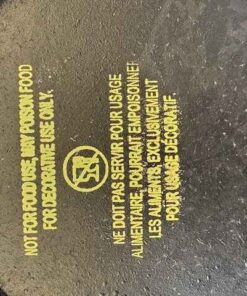 NOT FOR FOOD USE, MAY POISON FOOD
FOR DECORATIVE USE ONLY.
NE DOIT PAS SERVIR POUR USAGE
ALIMENTAIRE, POURRAIT EMPOISONNER
LES ALIMENTS, EXCLUSIVEMENT
POUR USAGE DÉCORATIF.